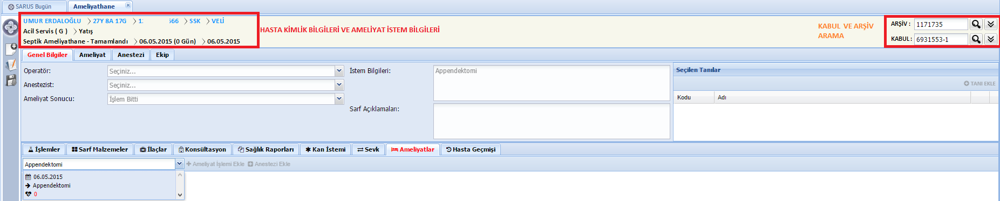 SARUS Bugün
Ameliyathane
UMUR ERDALOĞLU 27Y 8A 17G 12 566 SSK VELİ
Acil Servis ( G ) Yatış
Septik Ameliyathane - Tamamlandı 06.05.2015 (0 Gün) 06.05.2015
HASTA KİMLİK BİLGİLERİ VE AMELİYAT İSTEM BİLGİLERİ
KABUL VE ARŞİV
ARAMA
ARŞİV : 1171735
KABUL : 6931553-1
Genel Bilgiler Ameliyat Anestezi Ekip
Operatör: Seçiniz...
Anestezist: Seçiniz...
Ameliyat Sonucu: İşlem Bitti
İstem Bilgileri: Appendektomi
Sarf Açıklamaları:
Seçilen Tanılar
TANI EKLE
Kodu Adı
İşlemler Sarf Malzemeler İlaçlar Konsültasyon Sağlık Raporları Kan İstemi Sevk Ameliyatlar Hasta Geçmişi
Appendektomi Ameliyat İşlemi Ekle Anestezi Ekle
06.05.2015
Appendektomi
0